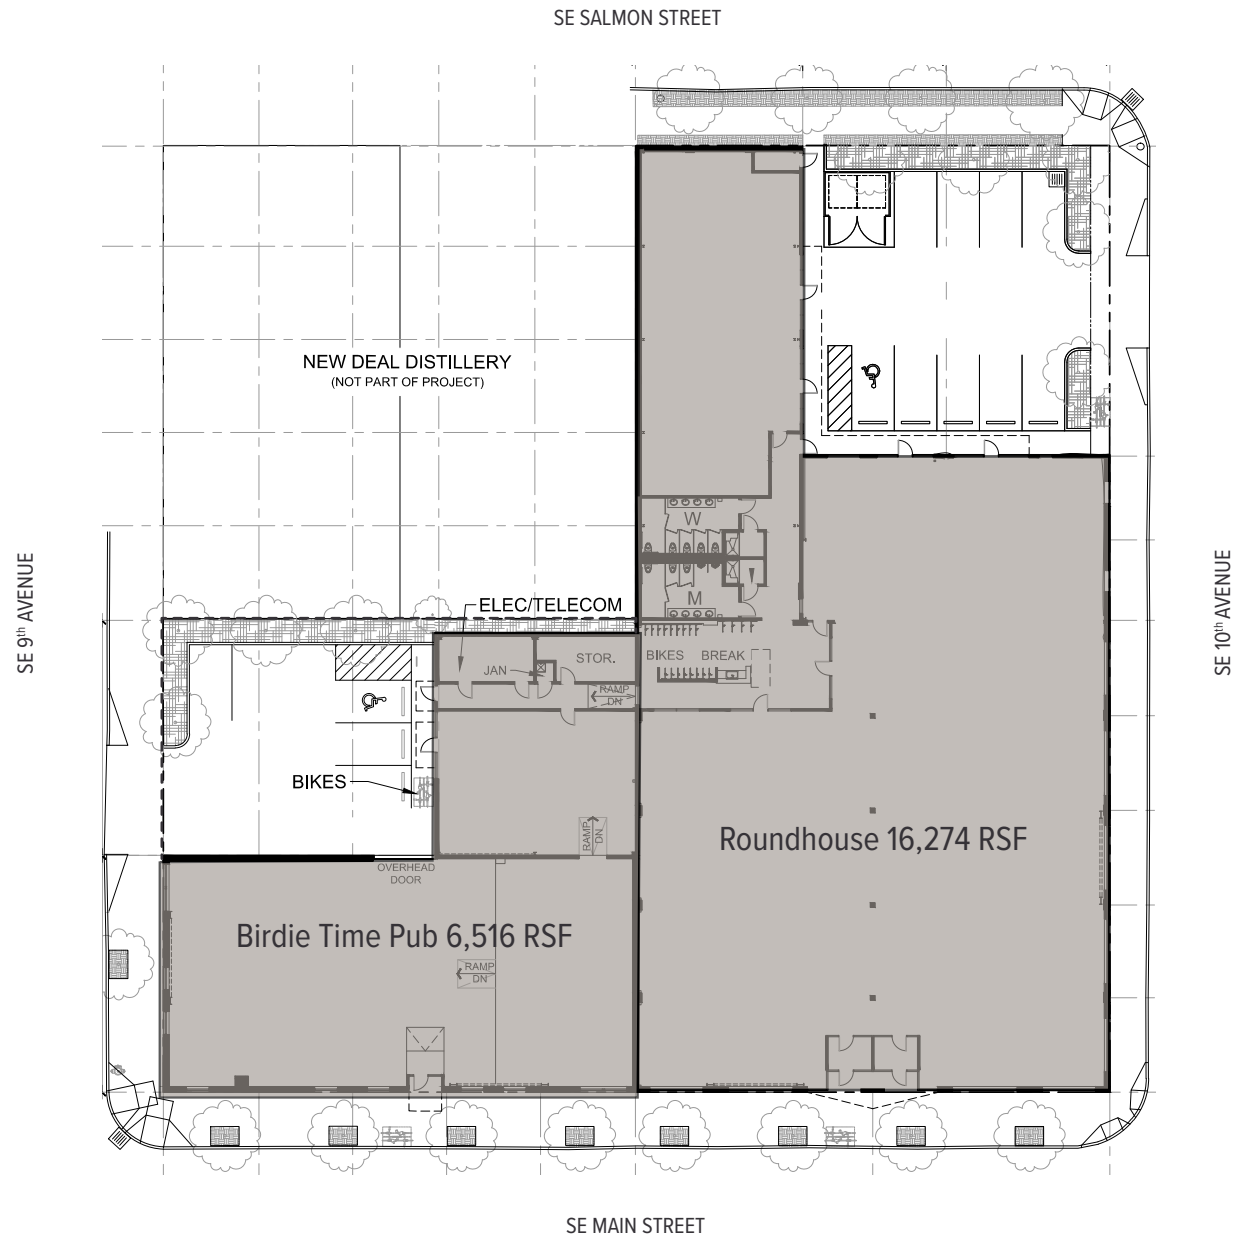 SE SALMON STREET
NEW DEAL DISTILLERY
(NOT PART OF PROJECT)
W
M
SE 9th AVENUE
SE 10th AVENUE
ELEC/TELECOM
JAN
STOR.
BIKES
BREAK
RAMP
DN
BIKES
RAMP
DN
Roundhouse 16,274 RSF
OVERHEAD
DOOR
Birdie Time Pub 6,516 RSF
RAMP
DN
SE MAIN STREET